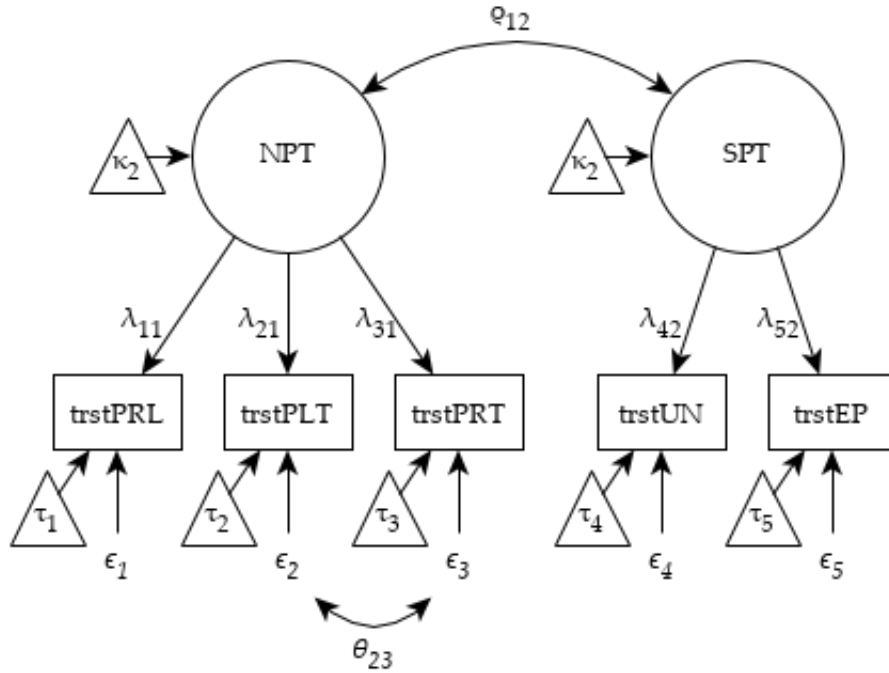 ϱ12
NPT
SPT
κ2
κ2
λ11
λ21
λ31
λ42
λ52
trstPRL
trstPLT
trstPRT
trstUN
trstEP
τ1
τ2
τ3
τ4
τ5
ϵ1
ϵ2
ϵ3
ϵ4
ϵ5
θ23